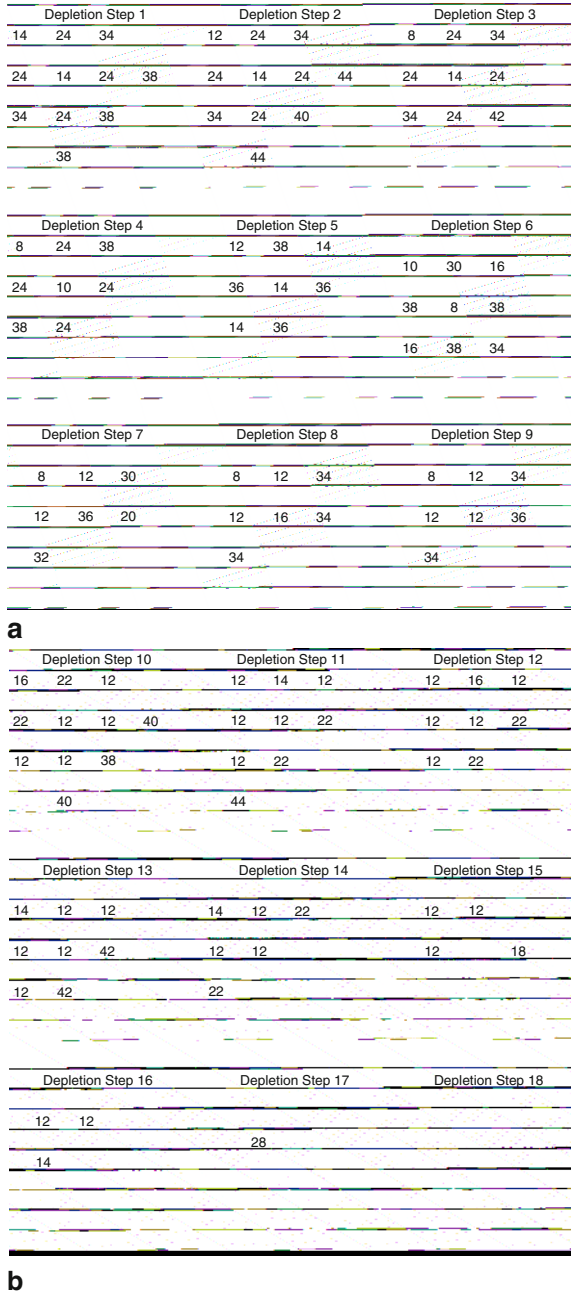 Depletion Step 1 Depletion Step 2 Depletion Step 3
14 24 34 12 24 34 8 24 34
24 14 24 38 24 14 24 44 24 14 24
34 24 38 34 24 40 34 24 42
38 44
Depletion Step 4 Depletion Step 5 Depletion Step 6
8 24 38 12 38 14
10 30 16
24 10 24 36 14 36
38 8 38
38 24 14 36
16 38 34
Depletion Step 7 Depletion Step 8 Depletion Step 9
8 12 30 8 12 34 8 12 34
12 36 20 12 16 34 12 12 36
32 34 34
a
Depletion Step 10 Depletion Step 11 Depletion Step 12
16 22 12 12 14 12 12 16 12
22 12 12 40 12 12 22 12 12 22
12 12 38 12 22 12 22
40 44
Depletion Step 13 Depletion Step 14 Depletion Step 15
14 12 12 14 12 22 12 12
12 12 42 12 12 12 18
12 42 22
Depletion Step 16 Depletion Step 17 Depletion Step 18
12 12
28
14
b